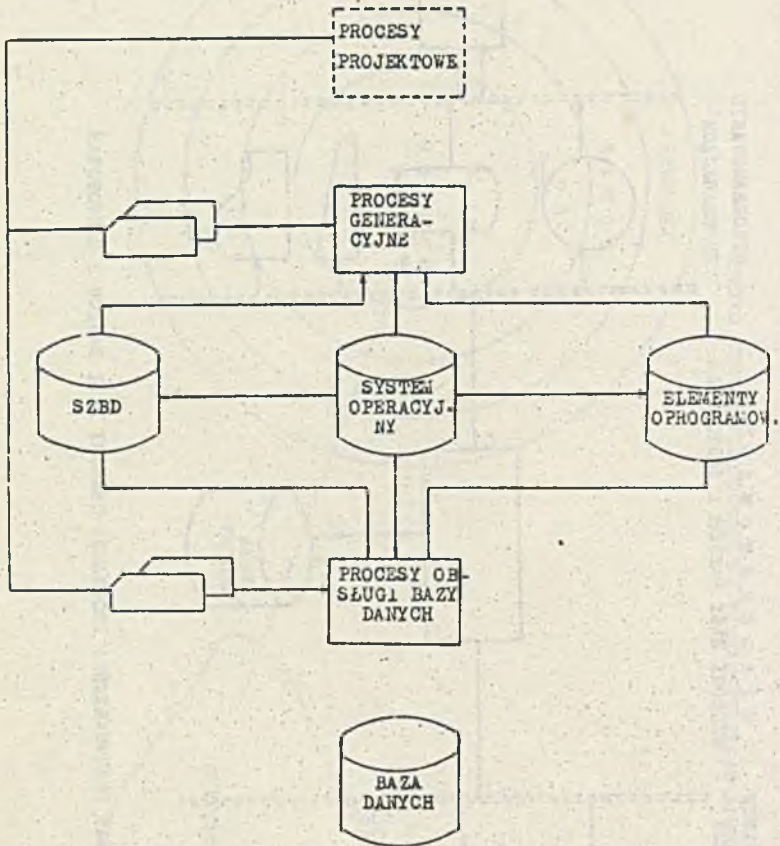 PROCESY
PROJEKTOWE
PROCESY
GENERA-
CYJNE
SZBD
SYSTEM
OPERACYJ-
NY
ELEMENTY
OPROGRAMOW.
PROCESY OB-
SŁUGI BAZY
DANYCH
BAZA
DANYCH